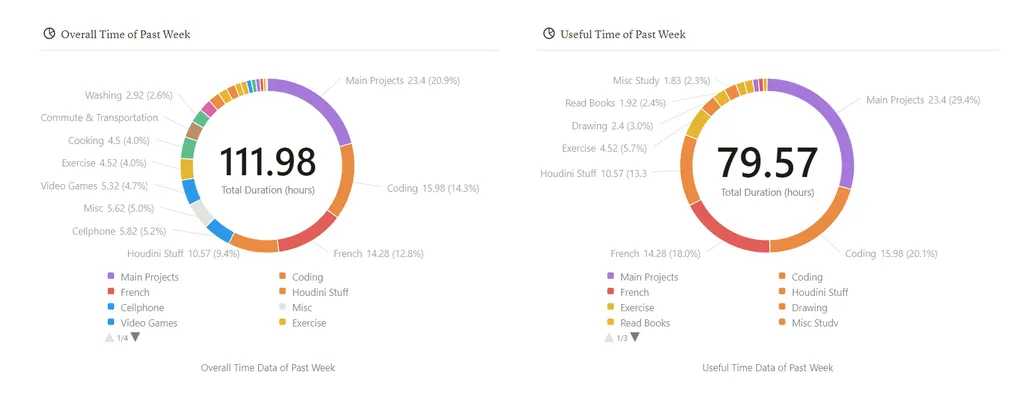 Overall Time of Past Week
Main Projects 23.4 (20.9%)
Washing 2.92 (2.6%)
Commute & Transportation
Cooking 4.5 (4.0%)
Exercise 4.52 (4.0%)
Video Games 5.32 (4.7%)
Misc 5.62 (5.0%)
Cellphone 5.82 (5.2%)
Houdini Stuff 10.57 (9.4%)
French 14.28 (12.8%)
Coding 15.98 (14.3%)
111.98
Total Duration (hours)
Main Projects
Coding
French
Houdini Stuff
Cellphone
Misc
Video Games
Exercise
1/4
Overall Time Data of Past Week
Useful Time of Past Week
Misc Study 1.83 (2.3%)
Main Projects 23.4 (29.4%)
Read Books 1.92 (2.4%)
Drawing 2.4 (3.0%)
Exercise 4.52 (5.7%)
Houdini Stuff 10.57 (13.3
French 14.28 (18.0%)
Coding 15.98 (20.1%)
79.57
Total Duration (hours)
Main Projects
Coding
French
Houdini Stuff
Exercise
Drawing
Read Books
Misc Study
1/3
Useful Time Data of Past Week